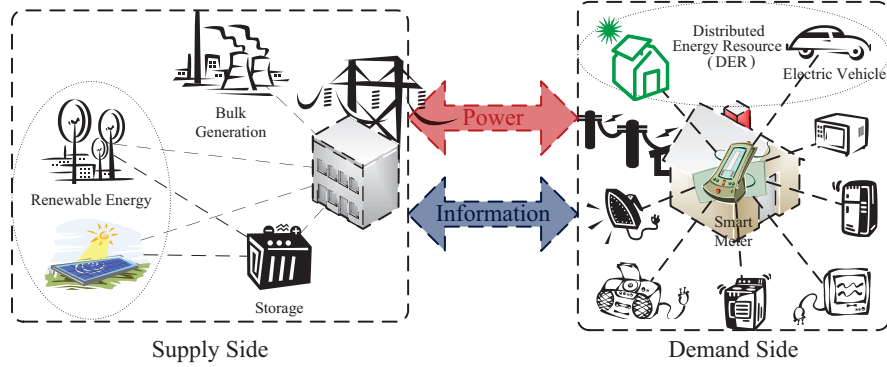 Bulk
Generation
Renewable Energy
Storage
Supply Side
Power
Information
Distributed
Energy Resource
( DER )
Electric Vehicle
Smart
Meter
Demand Side